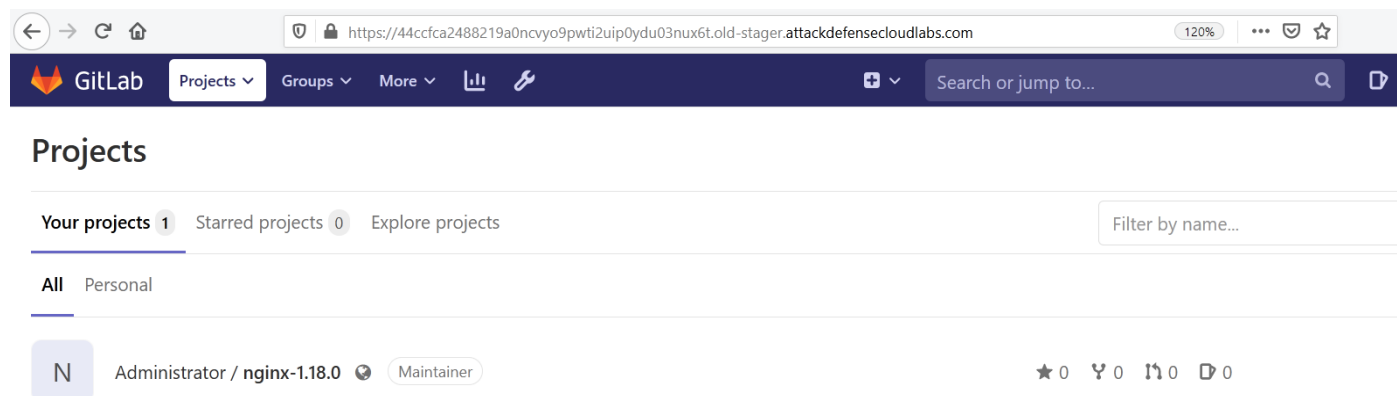 https://44ccfca2488219a0ncvyo9pwti2uip0ydu03nux6t.old-stager.attackdefensecloudlabs.com 120%
GitLab Projects Groups More Search or jump to...
Projects
Your projects 1 Starred projects 0 Explore projects Filter by name...
All Personal
N Administrator / nginx-1.18.0 Maintainer 0 0 0 0